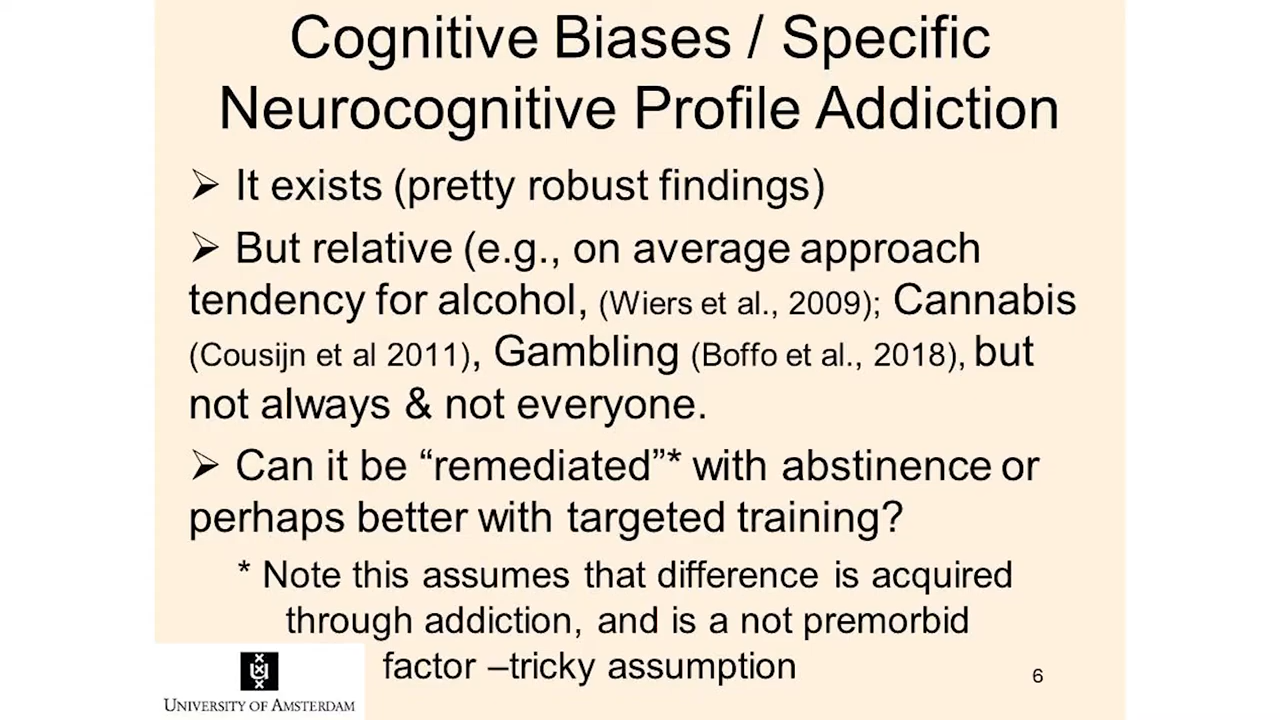 Cognitive Biases / Specific
Neurocognitive Profile Addiction
➢ It exists (pretty robust findings)
➢ But relative (e.g., on average approach
tendency for alcohol, (Wiers et al., 2009); Cannabis
(Cousijn et al 2011), Gambling (Boffo et al., 2018), but
not always & not everyone.
➢ Can it be “remediated”* with abstinence or
perhaps better with targeted training?
* Note this assumes that difference is acquired
through addiction, and is a not premorbid
factor –tricky assumption
6
UNIVERSITY OF AMSTERDAM